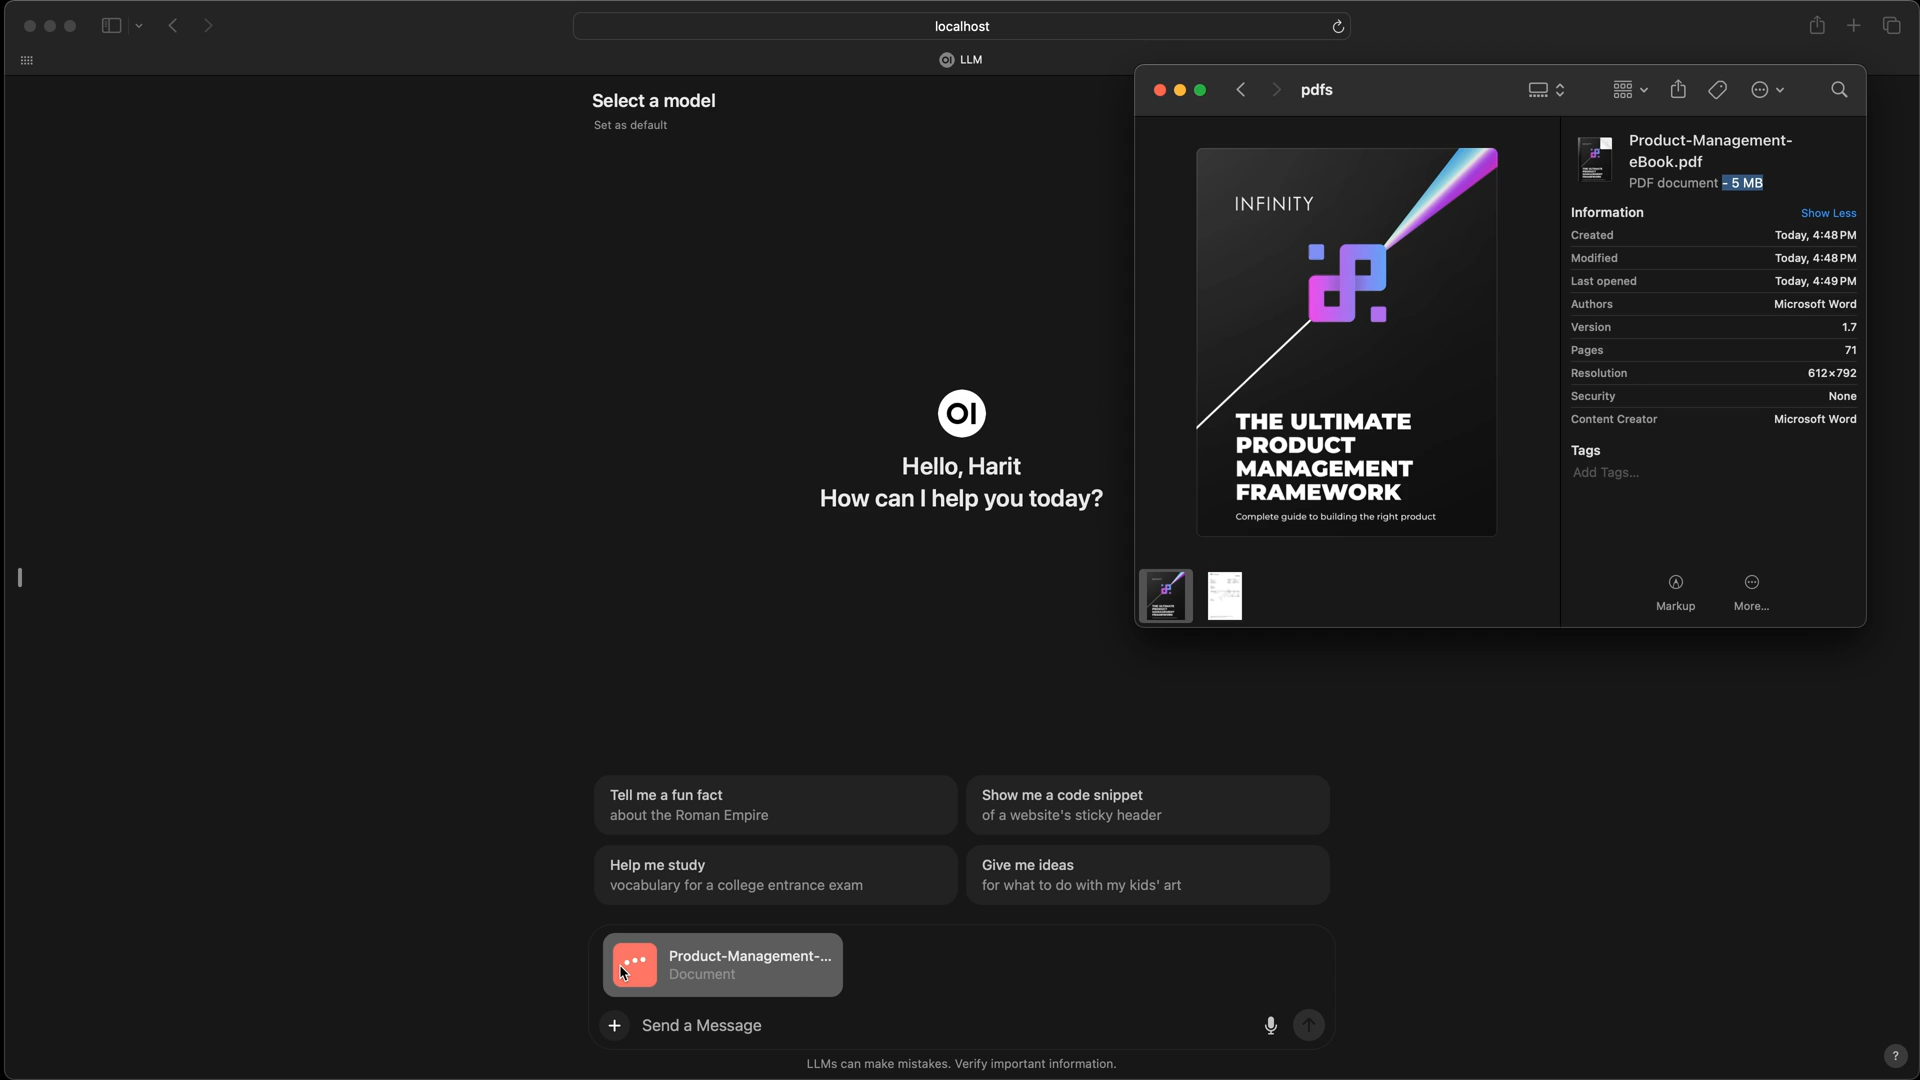 localhost
OI LLM
Select a model
Set as default
OI
Hello, Harit
How can I help you today?
pdfs
INFINITY
THE ULTIMATE
PRODUCT
MANAGEMENT
FRAMEWORK
Complete guide to building the right product
Product-Management-
eBook.pdf
PDF document - 5 MB
Information Show Less
Created Today, 4:48 PM
Modified Today, 4:48 PM
Last opened Today, 4:49 PM
Authors Microsoft Word
Version 1.7
Pages 71
Resolution 612×792
Security None
Content Creator Microsoft Word
Tags
Add Tags...
Markup More...
Tell me a fun fact
about the Roman Empire
Show me a code snippet
of a website's sticky header
Help me study
vocabulary for a college entrance exam
Give me ideas
for what to do with my kids' art
Product-Management-...
Document
+ Send a Message
LLMs can make mistakes. Verify important information.
?